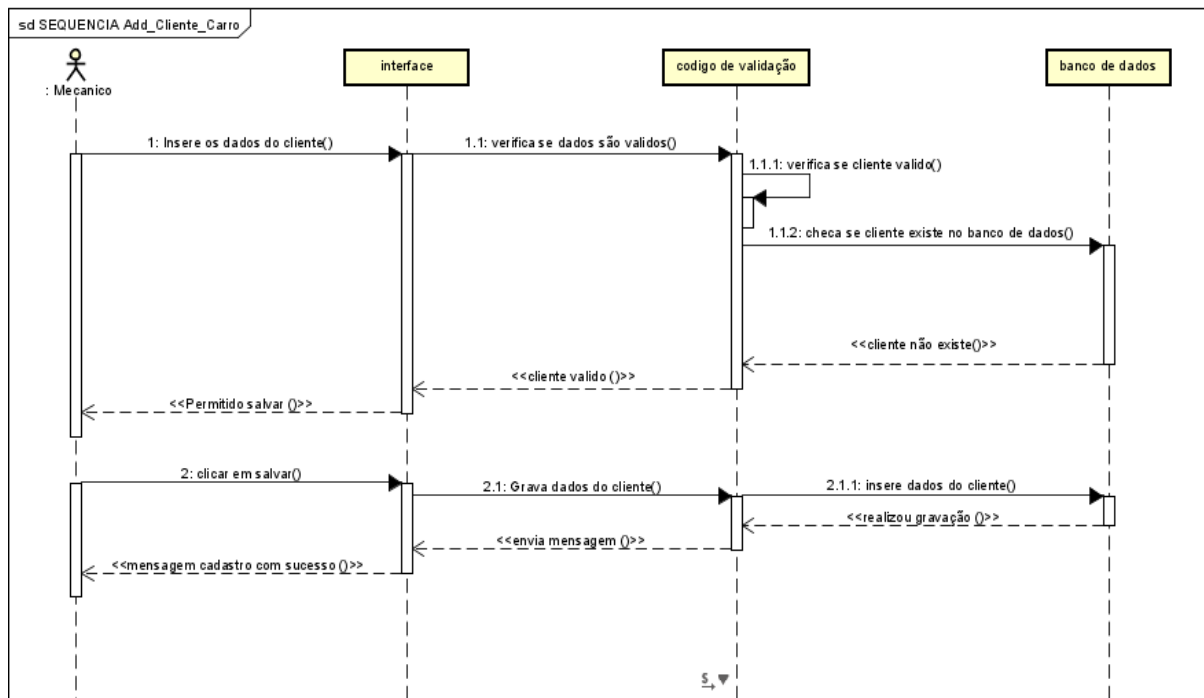 sd SEQUENCIA Add_Cliente_Carro
: Mecanico
interface
codigo de validação
banco de dados
1: Insere os dados do cliente()
1.1: verifica se dados são validos()
1.1.1: verifica se cliente valido()
1.1.2: checa se cliente existe no banco de dados()
<<cliente não existe()>>
<<cliente valido ()>>
<<Permitido salvar ()>>
2: clicar em salvar()
2.1: Grava dados do cliente()
2.1.1: insere dados do cliente()
<<realizou gravação ()>>
<<envia mensagem ()>>
<<mensagem cadastro com sucesso ()>>
S